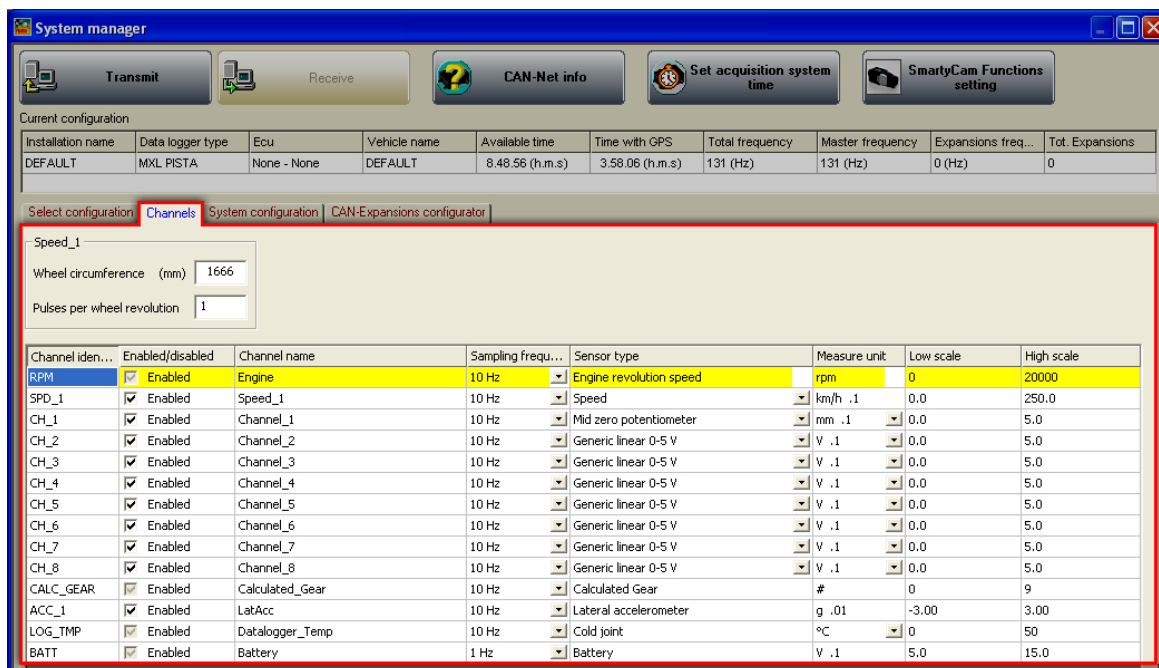 System manager
Transmit
Receive
CAN-Net info
Set acquisition system time
SmartyCam Functions setting
Current configuration
Installation name Data logger type Ecu Vehicle name Available time Time with GPS Total frequency Master frequency Expansions freq... Tot. Expansions
DEFAULT MXL PISTA None - None DEFAULT 8.48.56 (h.m.s) 3.58.06 (h.m.s) 131 (Hz) 131 (Hz) 0 (Hz) 0
Select configuration Channels System configuration CAN-Expansions configurator
Speed_1
Wheel circumference (mm) 1666
Pulses per wheel revolution 1
Channel iden... Enabled/disabled Channel name Sampling frequ... Sensor type Measure unit Low scale High scale
RPM Enabled Engine 10 Hz Engine revolution speed rpm 0 20000
SPD_1 Enabled Speed_1 10 Hz Speed km/h .1 0.0 250.0
CH_1 Enabled Channel_1 10 Hz Mid zero potentiometer mm .1 0.0 5.0
CH_2 Enabled Channel_2 10 Hz Generic linear 0-5 V V .1 0.0 5.0
CH_3 Enabled Channel_3 10 Hz Generic linear 0-5 V V .1 0.0 5.0
CH_4 Enabled Channel_4 10 Hz Generic linear 0-5 V V .1 0.0 5.0
CH_5 Enabled Channel_5 10 Hz Generic linear 0-5 V V .1 0.0 5.0
CH_6 Enabled Channel_6 10 Hz Generic linear 0-5 V V .1 0.0 5.0
CH_7 Enabled Channel_7 10 Hz Generic linear 0-5 V V .1 0.0 5.0
CH_8 Enabled Channel_8 10 Hz Generic linear 0-5 V V .1 0.0 5.0
CALC_GEAR Enabled Calculated_Gear 10 Hz Calculated Gear # 0 9
ACC_1 Enabled LatAcc 10 Hz Lateral accelerometer g .01 -3.00 3.00
LOG_TMP Enabled Datalogger_Temp 10 Hz Cold joint °C 0 50
BATT Enabled Battery 1 Hz Battery V .1 5.0 15.0